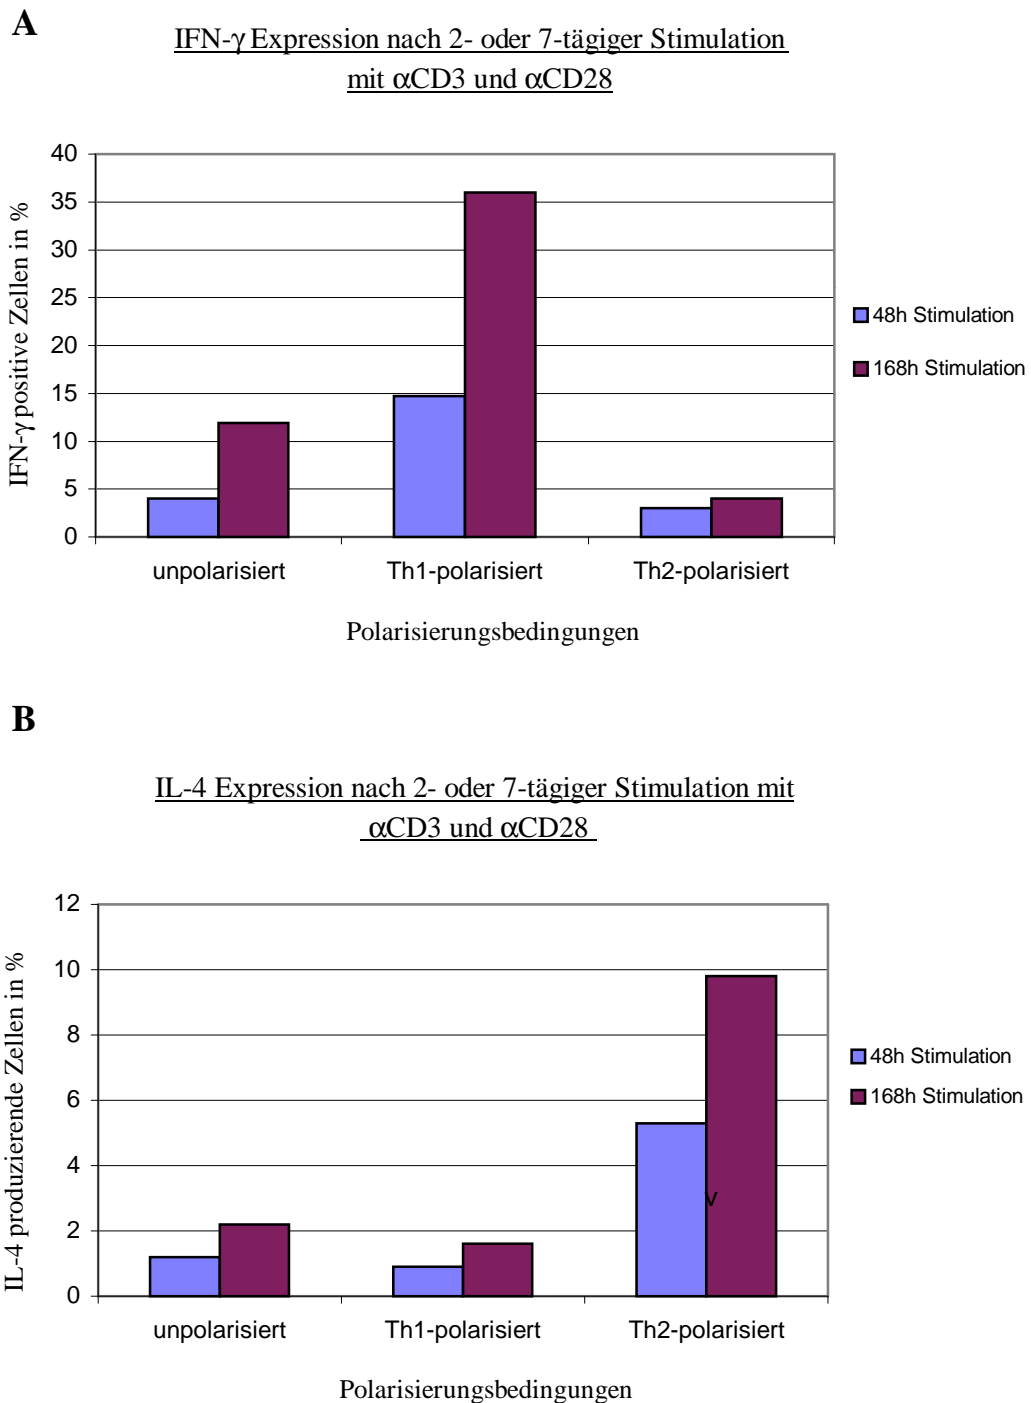 A
IFN-γ Expression nach 2- oder 7-tägiger Stimulation
mit αCD3 und αCD28
40
35
30
25
20
15
10
5
0
IFN-γ positive Zellen in %
48h Stimulation
168h Stimulation
unpolarisiert
Th1-polarisiert
Th2-polarisiert
Polarisierungsbedingungen
B
IL-4 Expression nach 2- oder 7-tägiger Stimulation mit
αCD3 und αCD28
12
10
8
6
4
2
0
IL-4 produzierende Zellen in %
v
48h Stimulation
168h Stimulation
unpolarisiert
Th1-polarisiert
Th2-polarisiert
Polarisierungsbedingungen